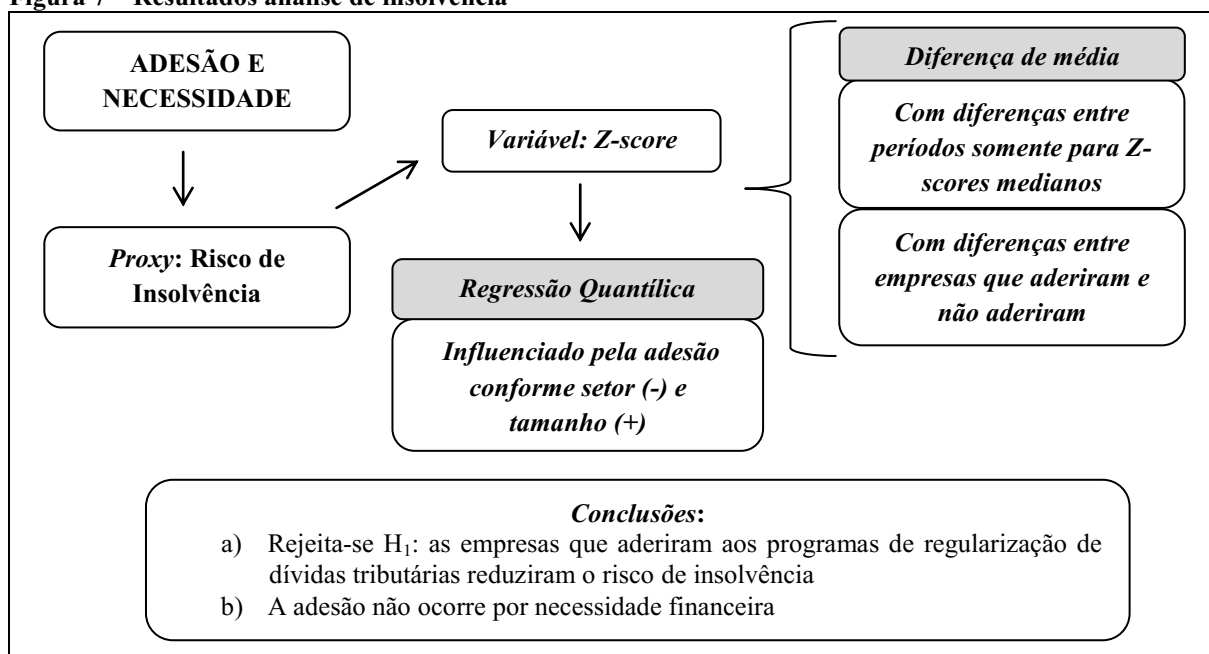 Figura 7 – Resultados análise de insolvência
ADESÃO E
NECESSIDADE
Proxy: Risco de
Insolvência
Variável: Z-score
Regressão Quantílica
Influenciado pela adesão
conforme setor (-) e
tamanho (+)
Diferença de média
Com diferenças entre
períodos somente para Z-
scores medianos
Com diferenças entre
empresas que aderiram e
não aderiram
Conclusões:
a) Rejeita-se H1: as empresas que aderiram aos programas de regularização de
dívidas tributárias reduziram o risco de insolvência
b) A adesão não ocorre por necessidade financeira